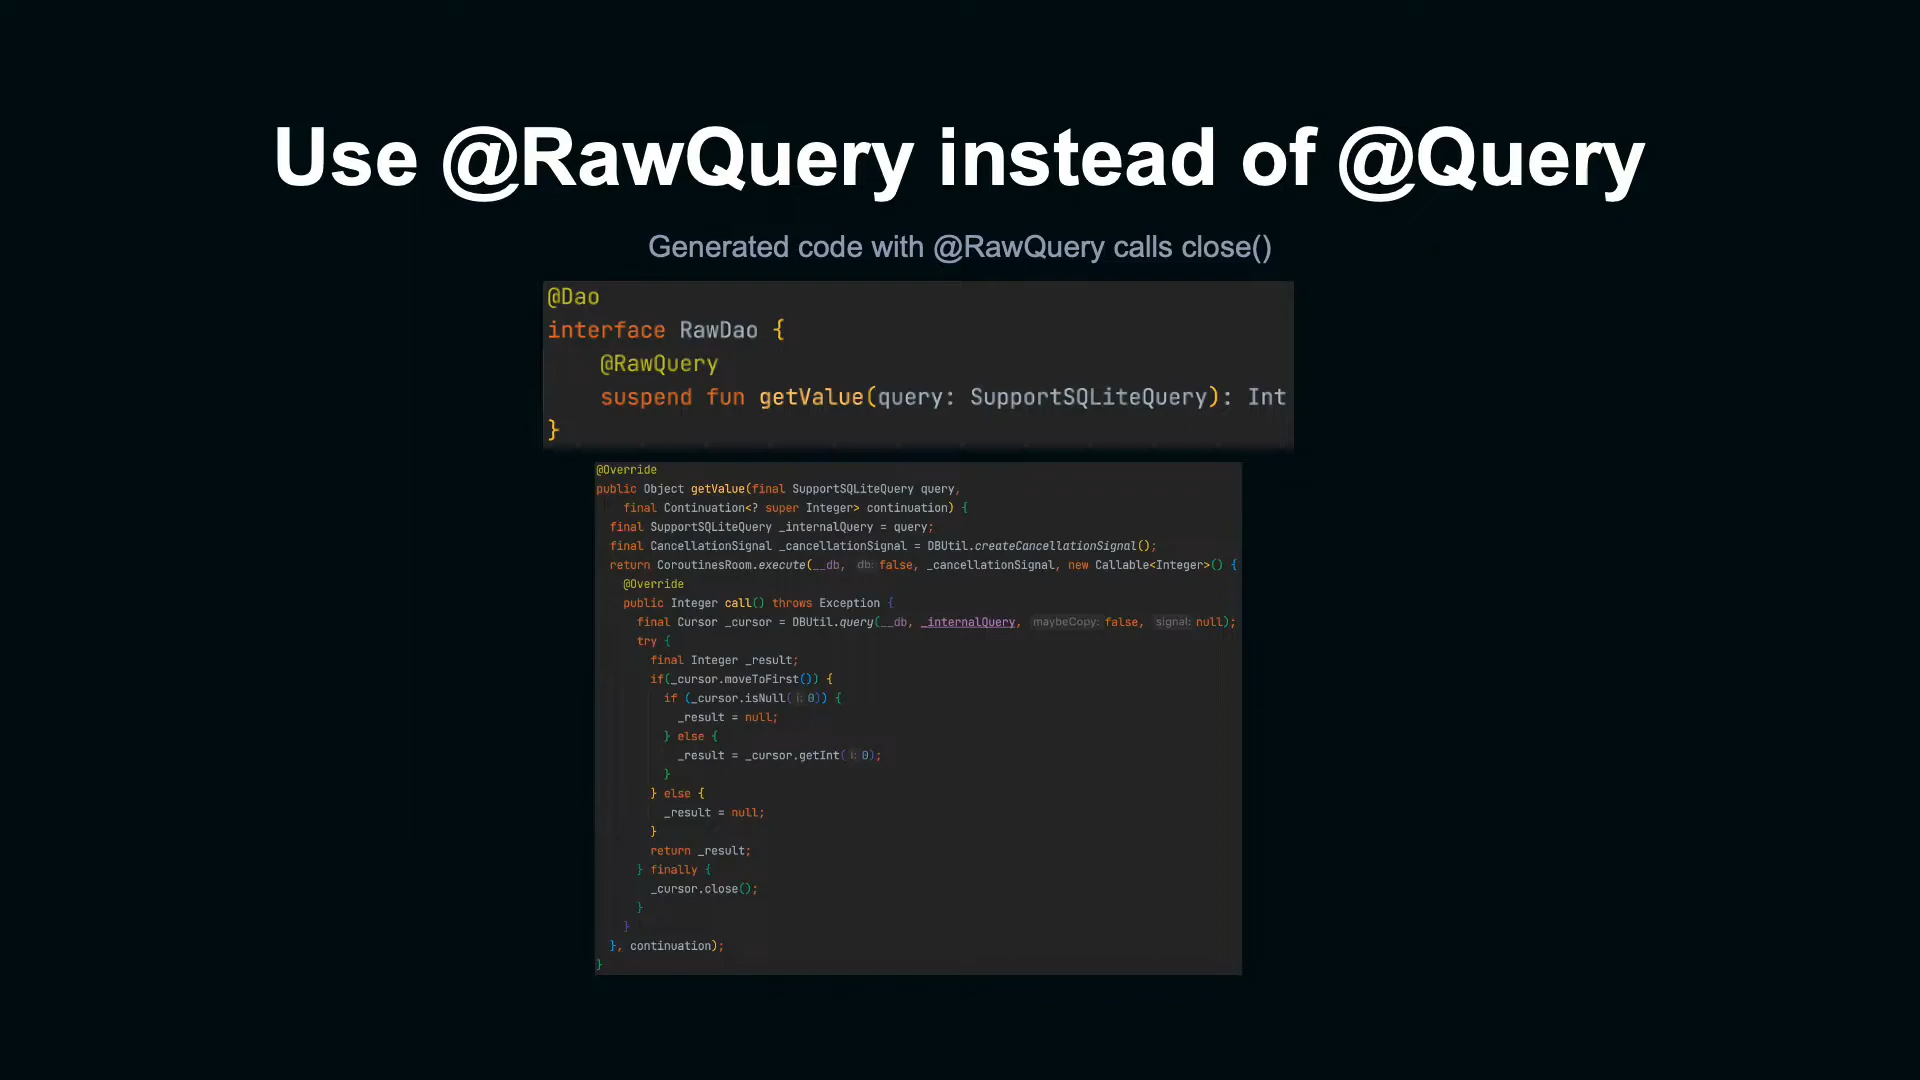 Use @RawQuery instead of @Query
Generated code with @RawQuery calls close()
@Dao
interface RawDao {
    @RawQuery
    suspend fun getValue(query: SupportSQLiteQuery): Int
}
@Override
public Object getValue(final SupportSQLiteQuery query,
    final Continuation<? super Integer> continuation) {
  final SupportSQLiteQuery _internalQuery = query;
  final CancellationSignal _cancellationSignal = DBUtil.createCancellationSignal();
  return CoroutinesRoom.execute(__db, db: false, _cancellationSignal, new Callable<Integer>() {
    @Override
    public Integer call() throws Exception {
      final Cursor _cursor = DBUtil.query(__db, _internalQuery, maybeCopy: false, signal: null);
      try {
        final Integer _result;
        if(_cursor.moveToFirst()) {
          if (_cursor.isNull( i: 0)) {
            _result = null;
          } else {
            _result = _cursor.getInt( i: 0);
          }
        } else {
          _result = null;
        }
        return _result;
      } finally {
        _cursor.close();
      }
    }
  }, continuation);
}